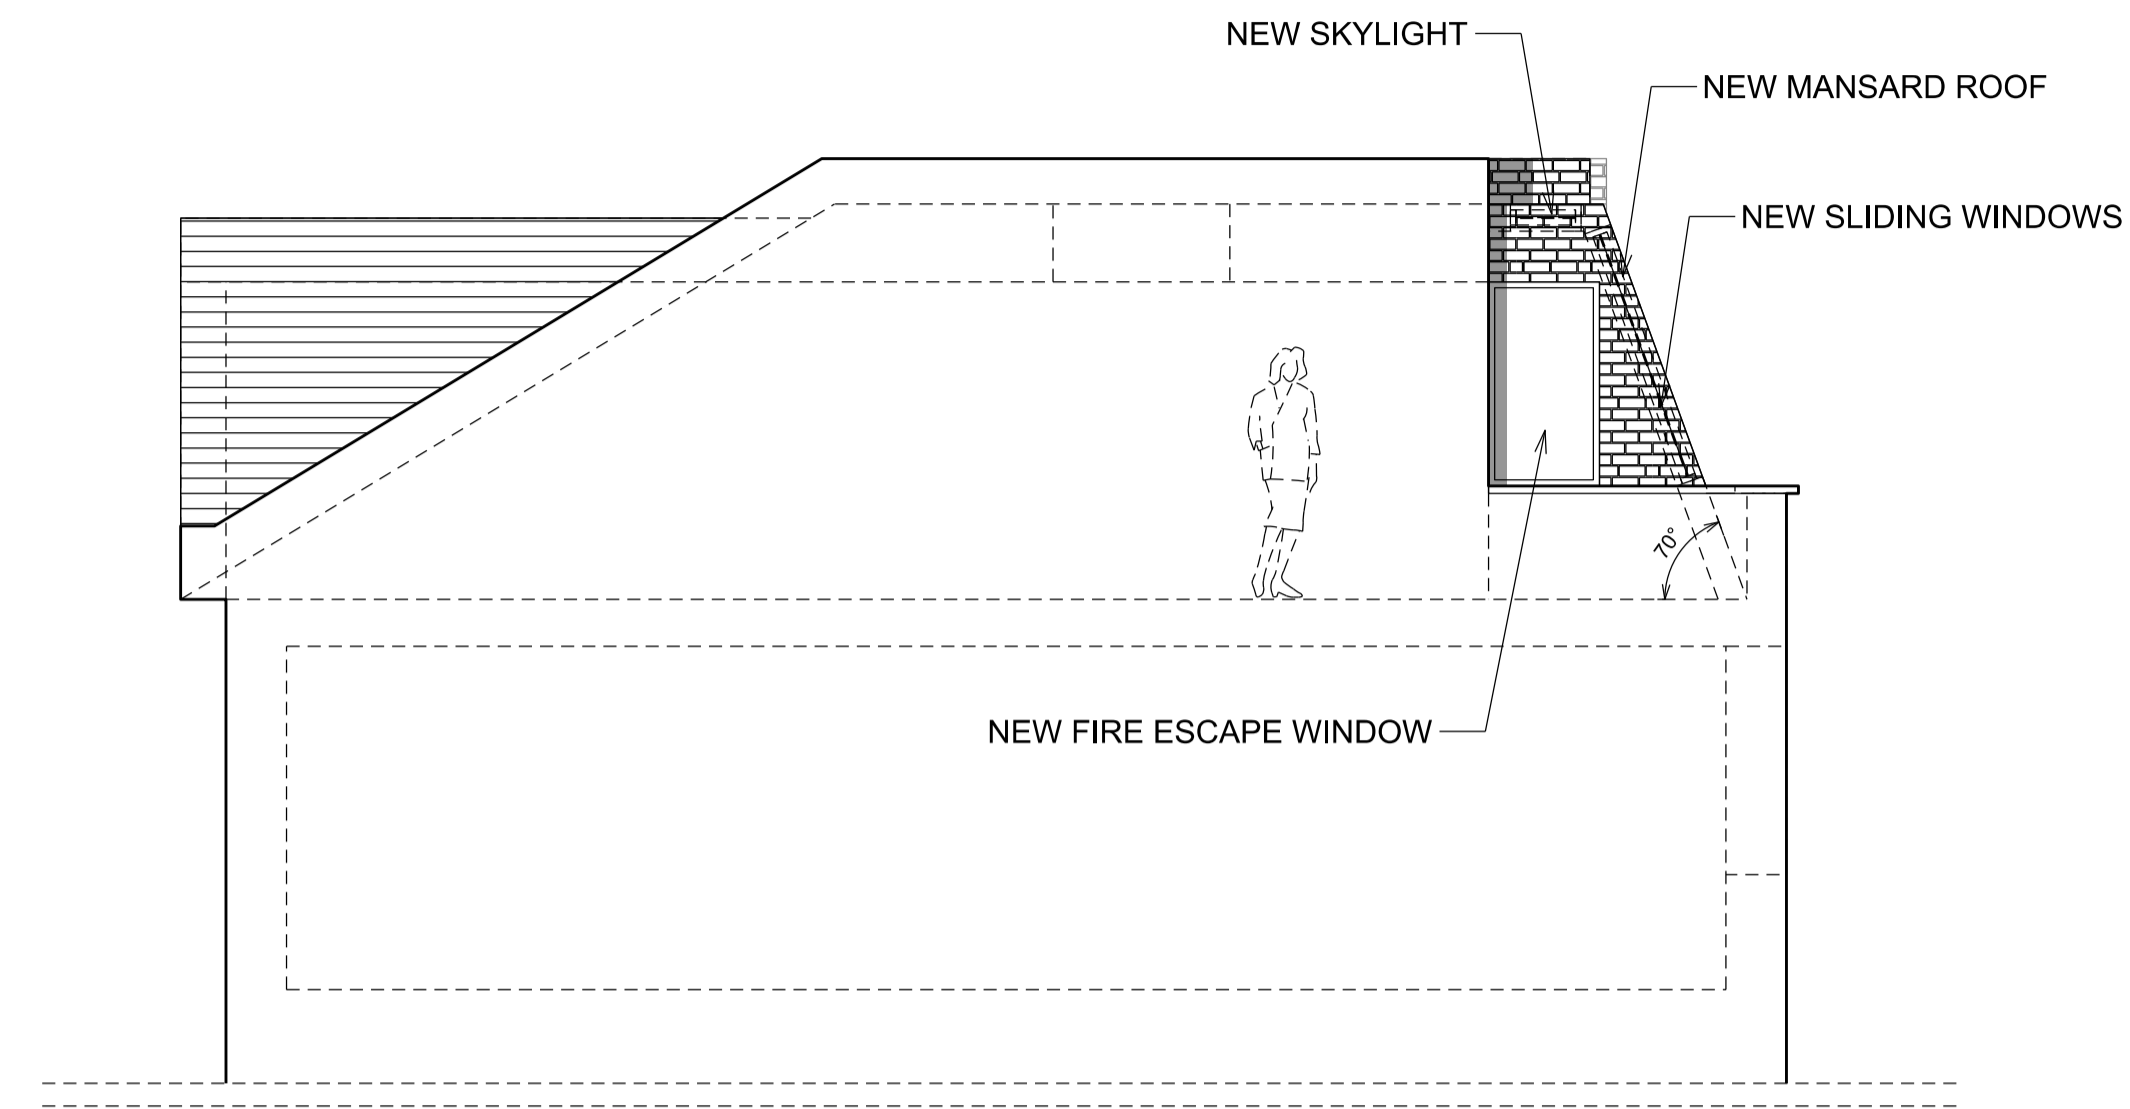 NEW SKYLIGHT
NEW MANSARD ROOF
NEW SLIDING WINDOWS
70°
NEW FIRE ESCAPE WINDOW